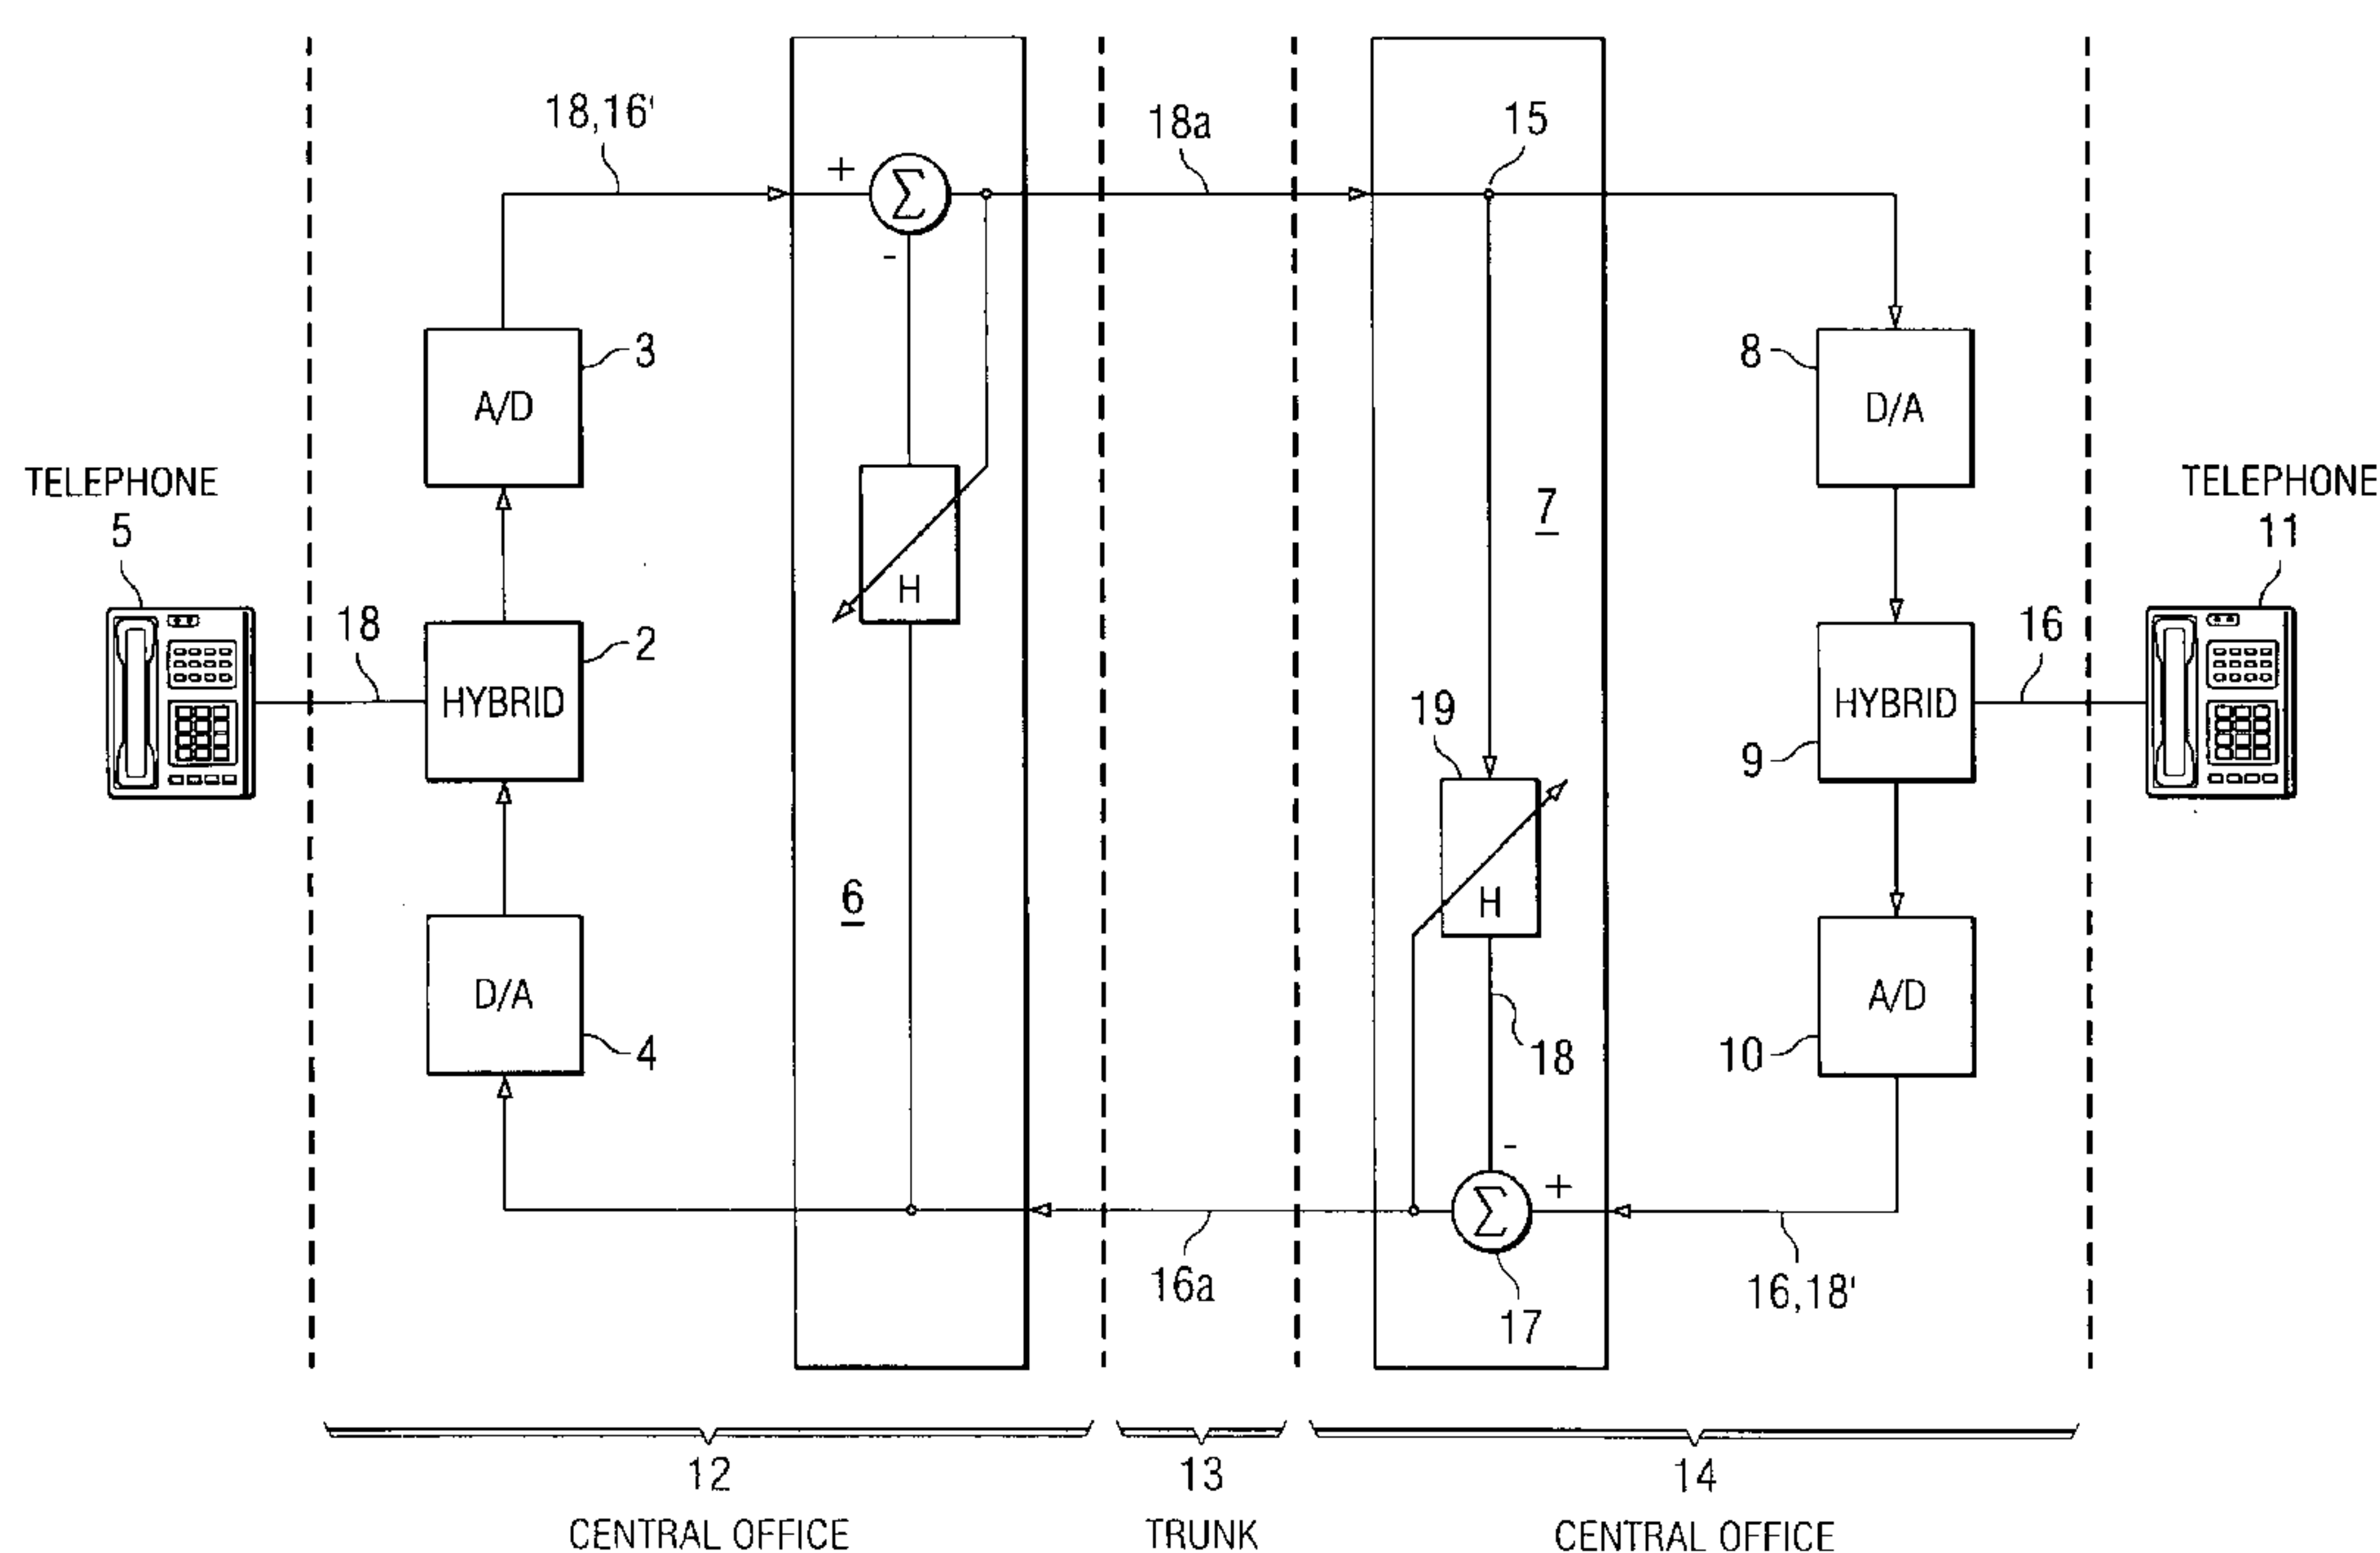 18,16'
18a
15
+
Σ
-
3
A/D
8
D/A
TELEPHONE
5
TELEPHONE
11
7
H
18
2
HYBRID
16
HYBRID
9
19
6
H
D/A
4
18
A/D
10
-
+
Σ
16a
17
16,18'
12
CENTRAL OFFICE
13
TRUNK
14
CENTRAL OFFICE